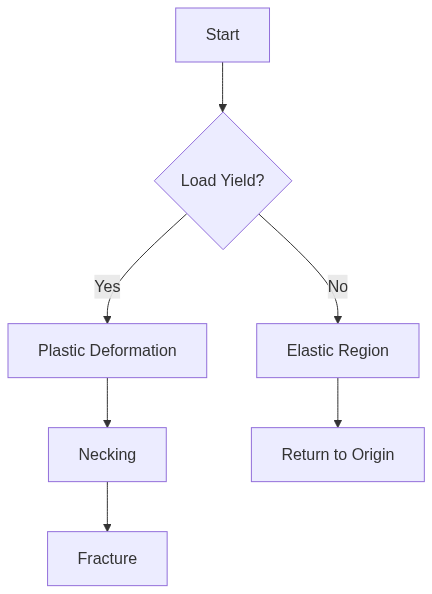 Start
Load Yield?
Yes
No
Plastic Deformation
Elastic Region
Necking
Return to Origin
Fracture